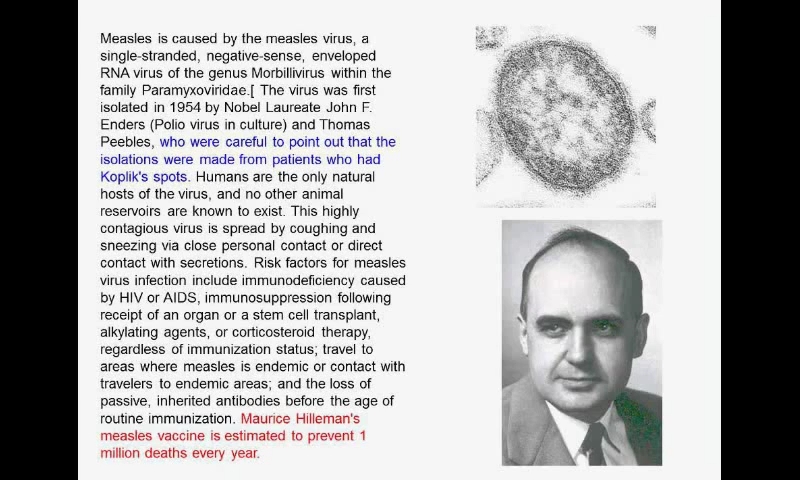 Measles is caused by the measles virus, a
single-stranded, negative-sense, enveloped
RNA virus of the genus Morbillivirus within the
family Paramyxoviridae.[ The virus was first
isolated in 1954 by Nobel Laureate John F.
Enders (Polio virus in culture) and Thomas
Peebles, who were careful to point out that the
isolations were made from patients who had
Koplik's spots. Humans are the only natural
hosts of the virus, and no other animal
reservoirs are known to exist. This highly
contagious virus is spread by coughing and
sneezing via close personal contact or direct
contact with secretions. Risk factors for measles
virus infection include immunodeficiency caused
by HIV or AIDS, immunosuppression following
receipt of an organ or a stem cell transplant,
alkylating agents, or corticosteroid therapy,
regardless of immunization status; travel to
areas where measles is endemic or contact with
travelers to endemic areas; and the loss of
passive, inherited antibodies before the age of
routine immunization. Maurice Hilleman's
measles vaccine is estimated to prevent 1
million deaths every year.